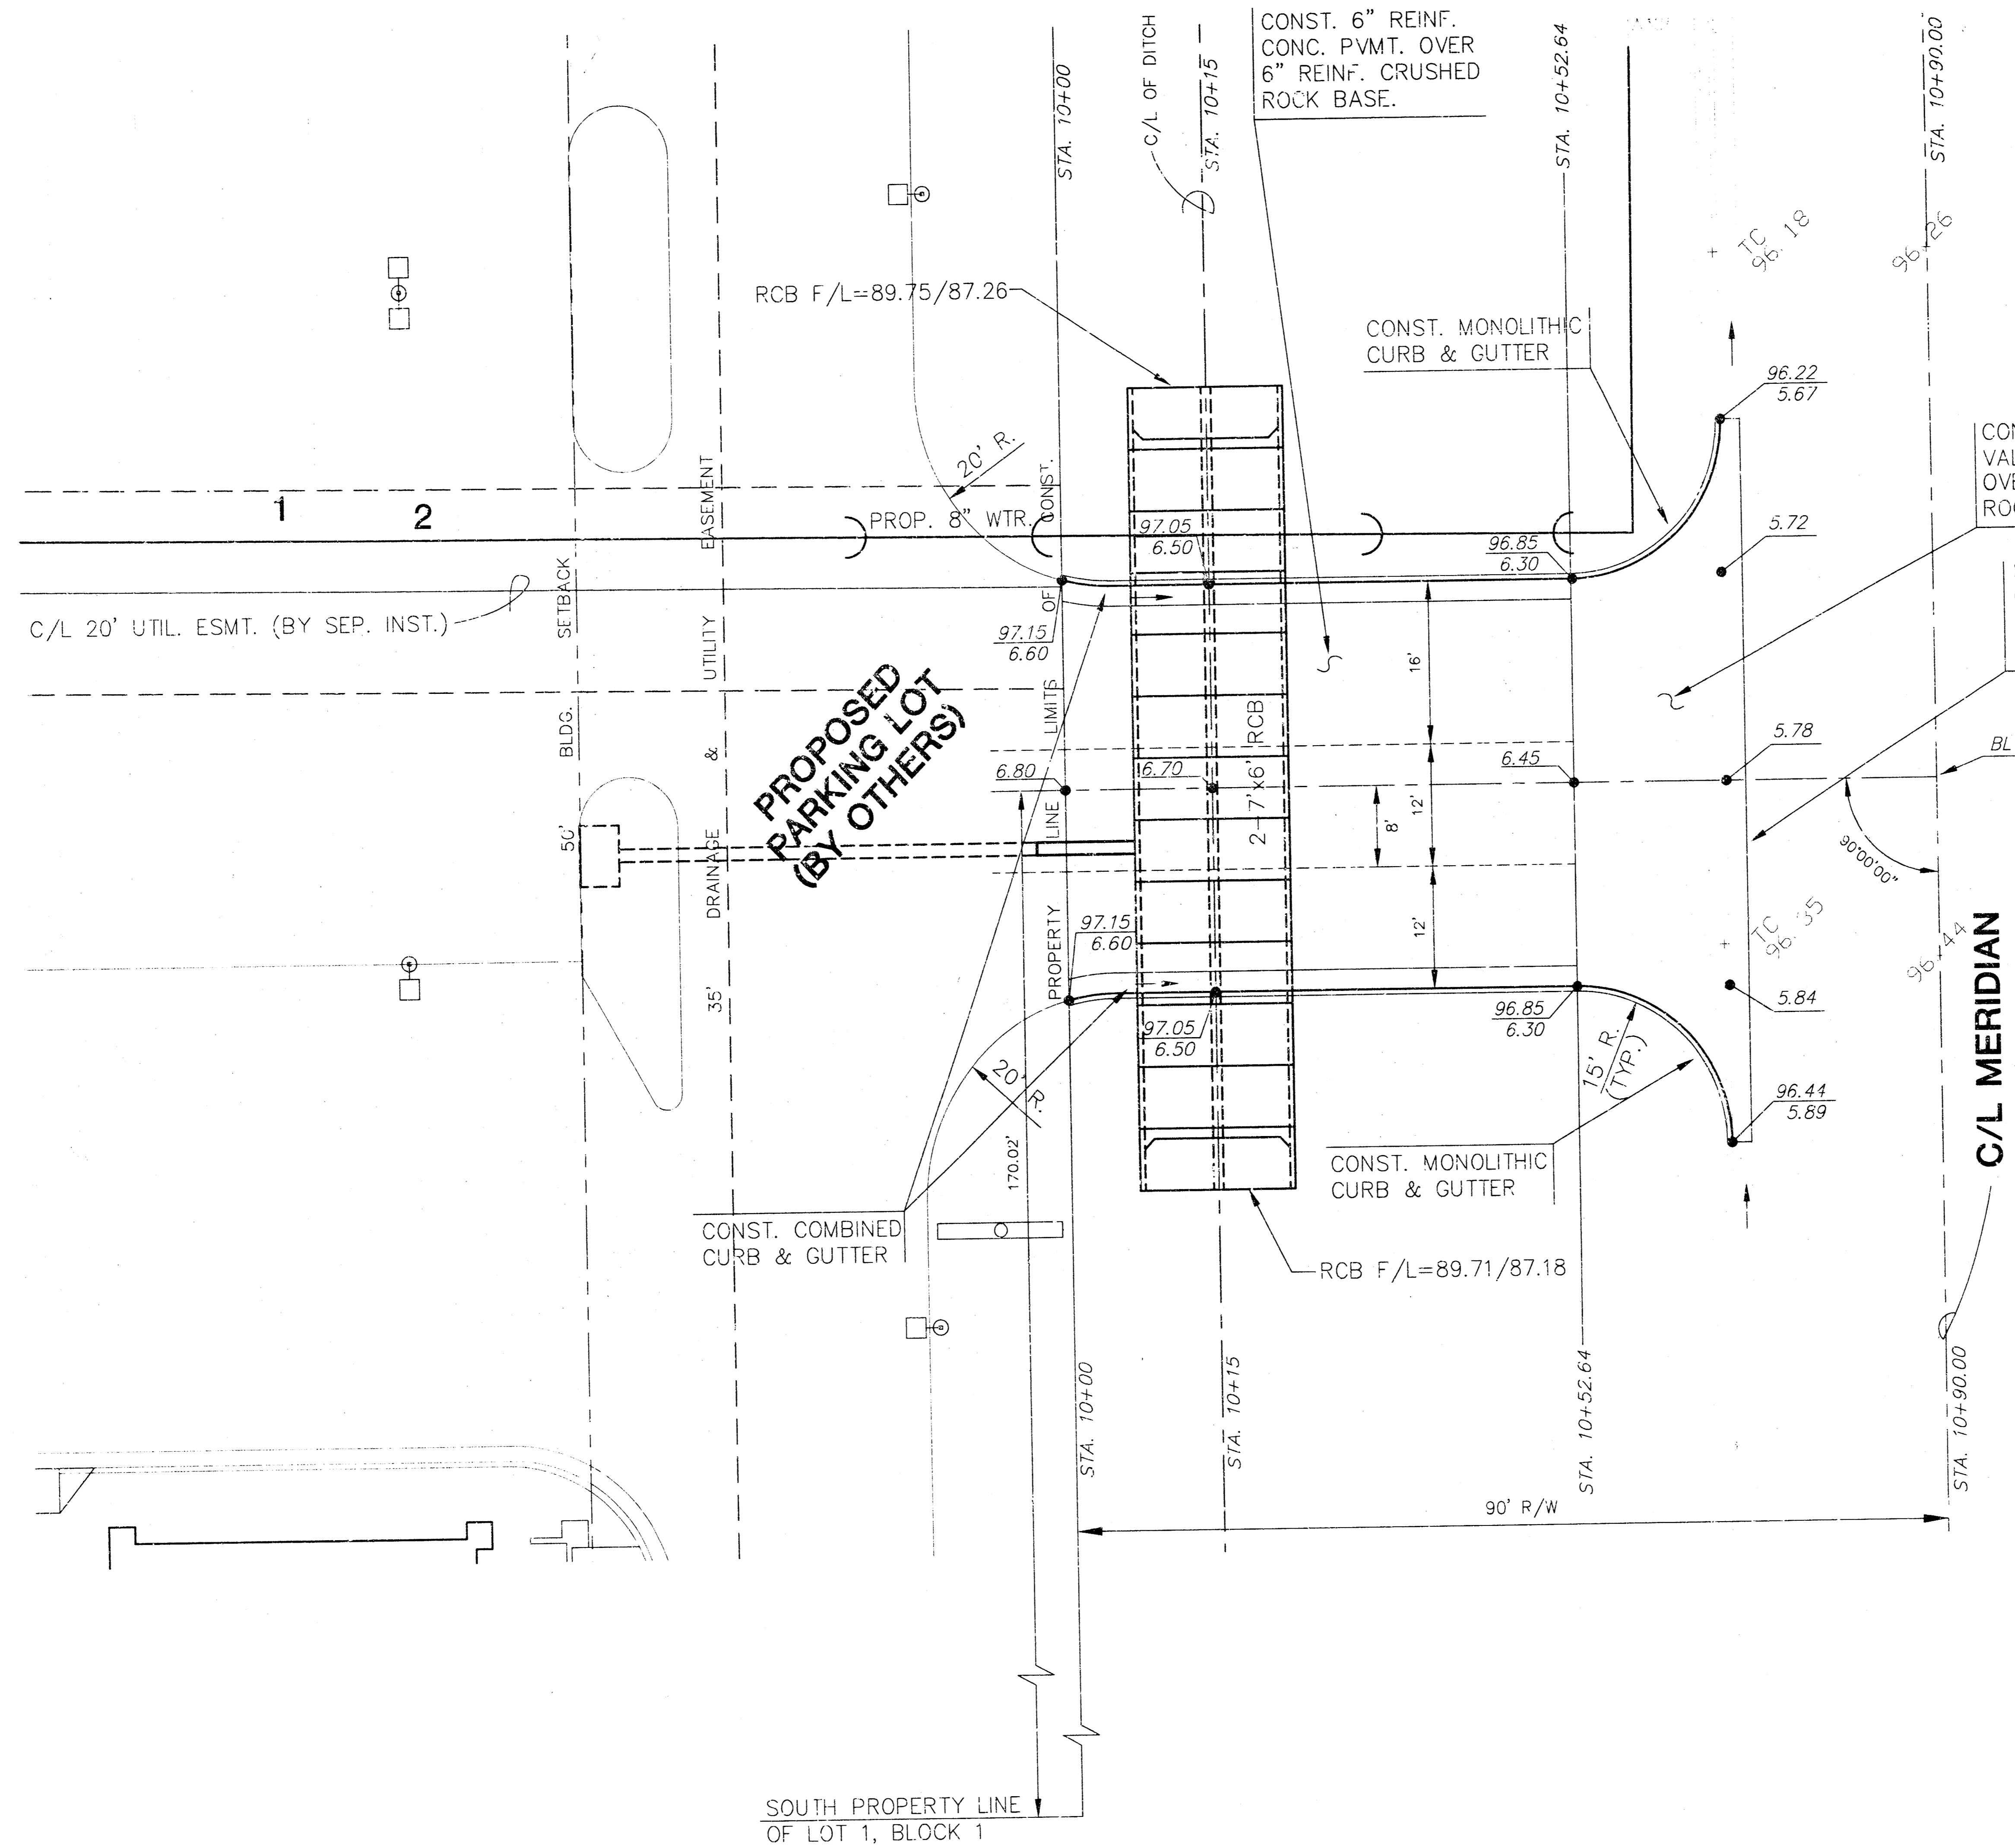 CONST. 6" REINF.
CONC. PVMT. OVER
6" REINF. CRUSHED
ROCK BASE.
C/L OF DITCH
STA. 10+00
STA. 10+15
STA. 10+52.64
STA. 10+90.00
TC
96.18
96.26
RCB F/L=89.75/87.26
CONST. MONOLITHIC
CURB & GUTTER
96.22
5.67
20' R.
EASEMENT
CONST.
1
2
PROP. 8" WTR.
97.05
6.50
96.85
6.30
5.72
C/L 20' UTIL. ESMT. (BY SEP. INST.)
SETBACK
UTILITY
OF
97.15
6.60
16'
PROPOSED
PARKING LOT
(BY OTHERS)
LIMITS
RCB
BLDG.
&
6.80
6.70
6.45
5.78
BL
LINE
2-7'x6'
12'
8'
50'
DRAINAGE
90°00'00"
PROPERTY
97.15
6.60
12'
TC
96.35
96.44
35'
97.05
6.50
96.85
6.30
5.84
C/L MERIDIAN
20'
R.
15' R.
(TYP.)
96.44
5.89
170.02'
CONST. MONOLITHIC
CURB & GUTTER
CONST. COMBINED
CURB & GUTTER
RCB F/L=89.71/87.18
STA. 10+00
STA. 10+15
STA. 10+52.64
STA. 10+90.00
90' R/W
SOUTH PROPERTY LINE
OF LOT 1, BLOCK 1